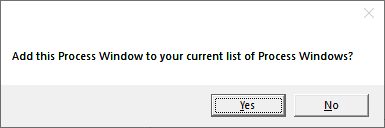 Add this Process Window to your current list of Process Windows?
Yes
No